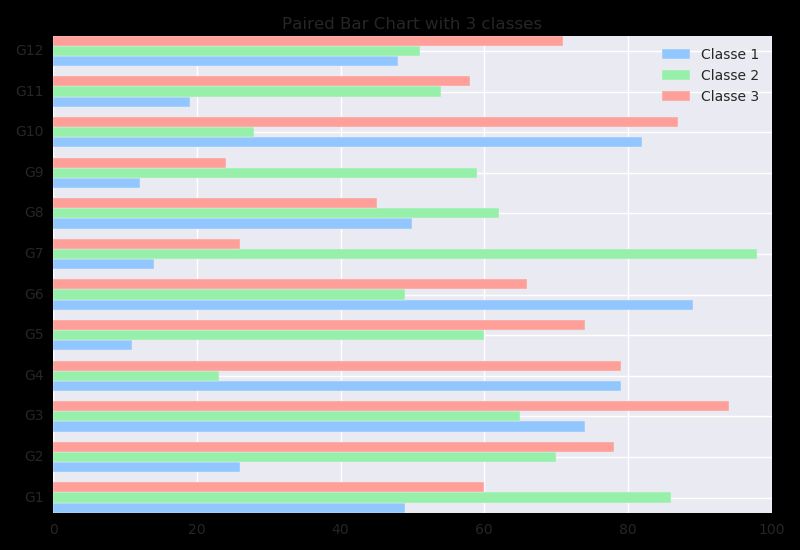 Paired Bar Chart with 3 classes
G12
G11
G10
G9
G8
G7
G6
G5
G4
G3
G2
G1
Classe 1
Classe 2
Classe 3
0 20 40 60 80 100